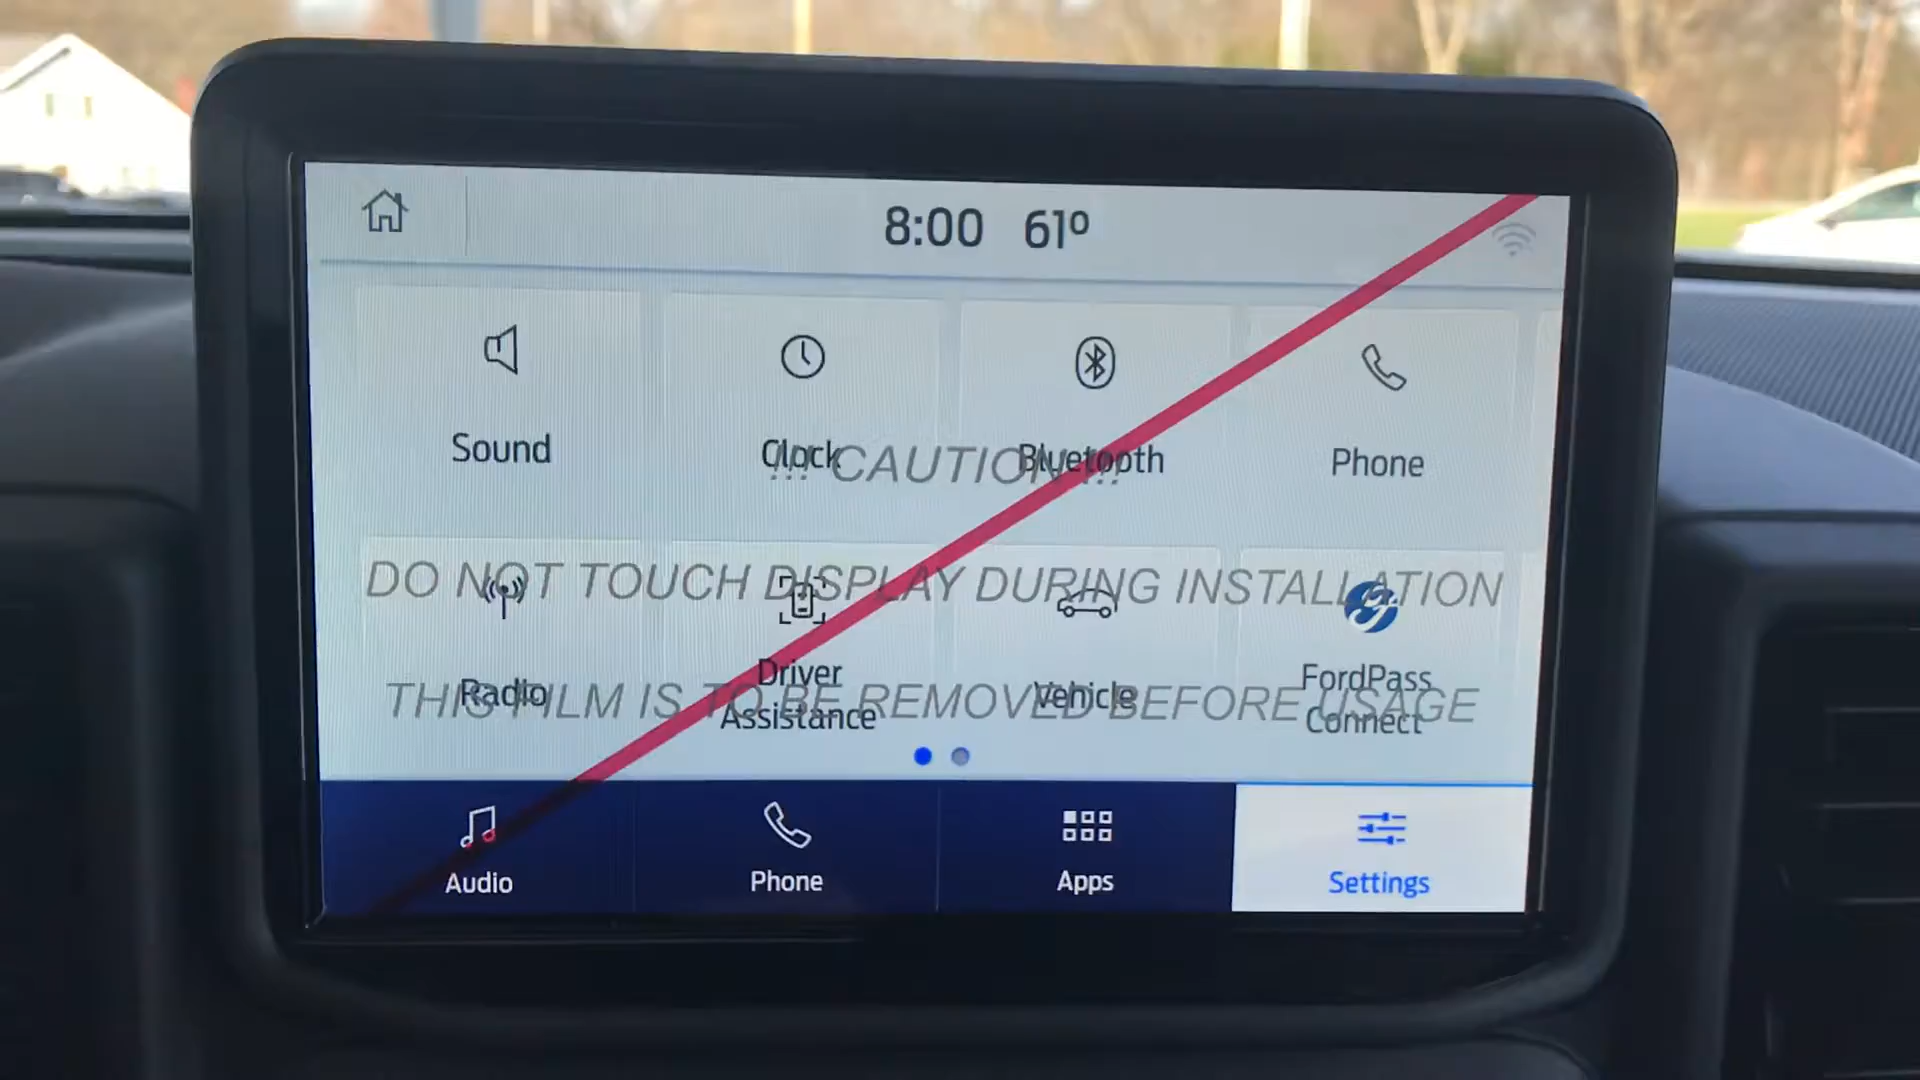 8:00 61°
Sound Clock Bluetooth Phone
!!! CAUTION !!!
DO NOT TOUCH DISPLAY DURING INSTALLATION
Radio Driver Assistance Vehicle FordPass Connect
THIS FILM IS TO BE REMOVED BEFORE USAGE
Audio Phone Apps Settings